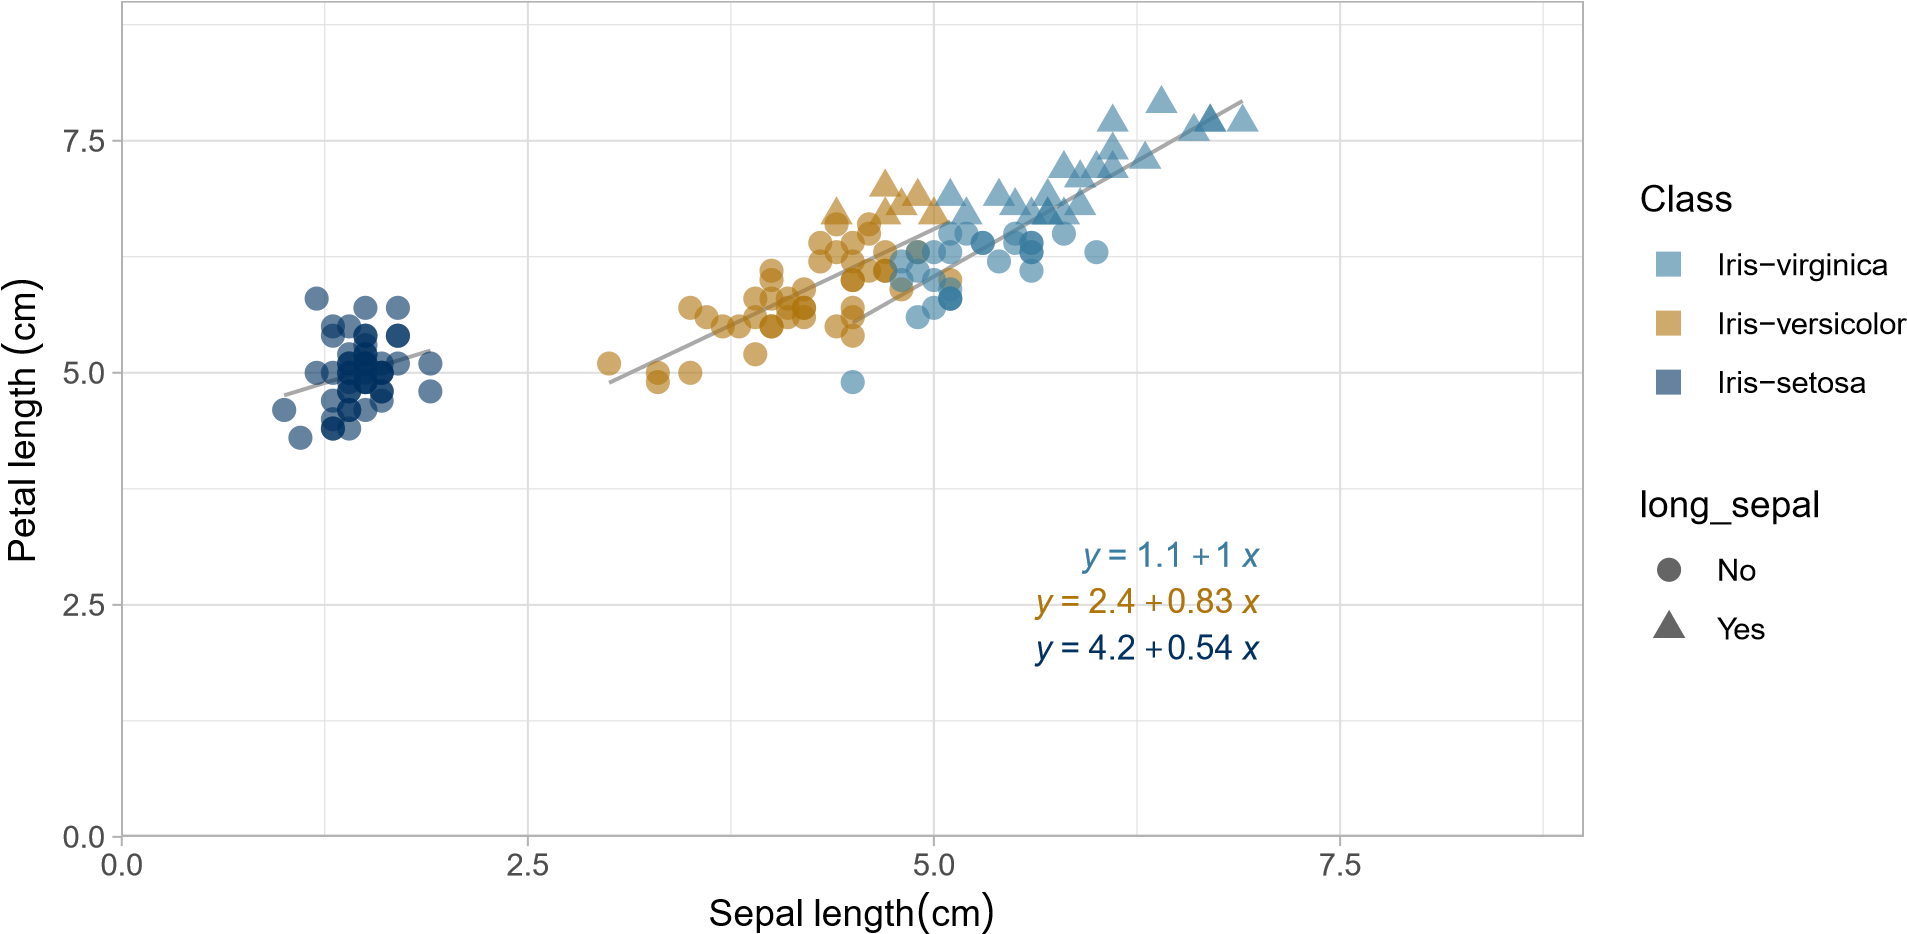 7.5
5.0
2.5
0.0
0.0 2.5 5.0 7.5
Petal length (cm)
Sepal length(cm)
y = 1.1 + 1 x
y = 2.4 + 0.83 x
y = 4.2 + 0.54 x
Class
Iris−virginica
Iris−versicolor
Iris−setosa
long_sepal
No
Yes